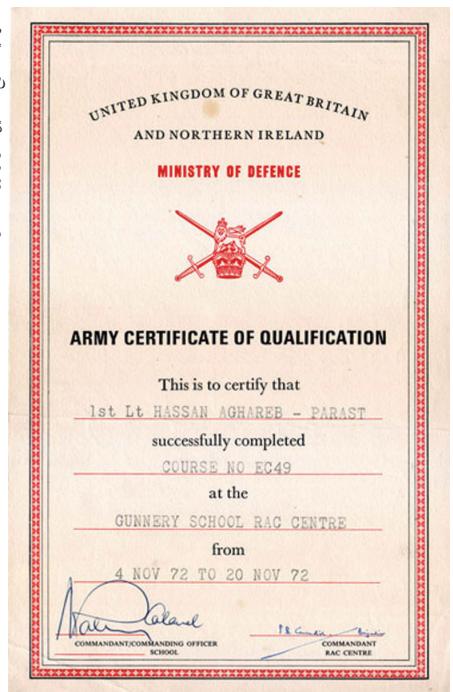 UNITED KINGDOM OF GREAT BRITAIN
AND NORTHERN IRELAND
MINISTRY OF DEFENCE
ARMY CERTIFICATE OF QUALIFICATION
This is to certify that
1st Lt HASSAN AGHAREB - PARAST
successfully completed
COURSE NO EC49
at the
GUNNERY SCHOOL RAC CENTRE
from
4 NOV 72 TO 20 NOV 72
COMMANDANT/COMMANDING OFFICER
SCHOOL
COMMANDANT
RAC CENTRE